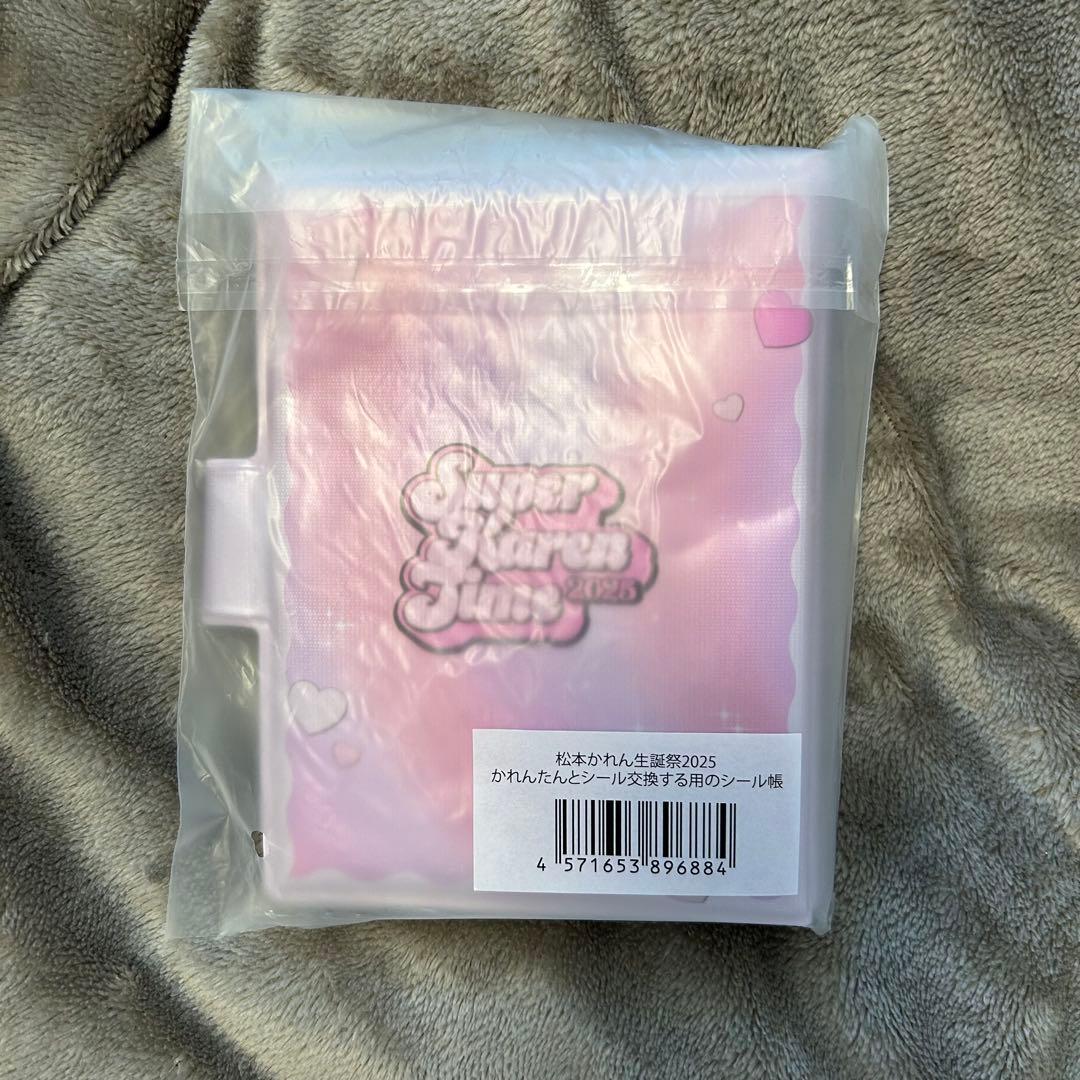 Super
Karen
Time 2025
松本かれん生誕祭2025
かれんたんとシール交換する用のシール帳
4 571653 896884